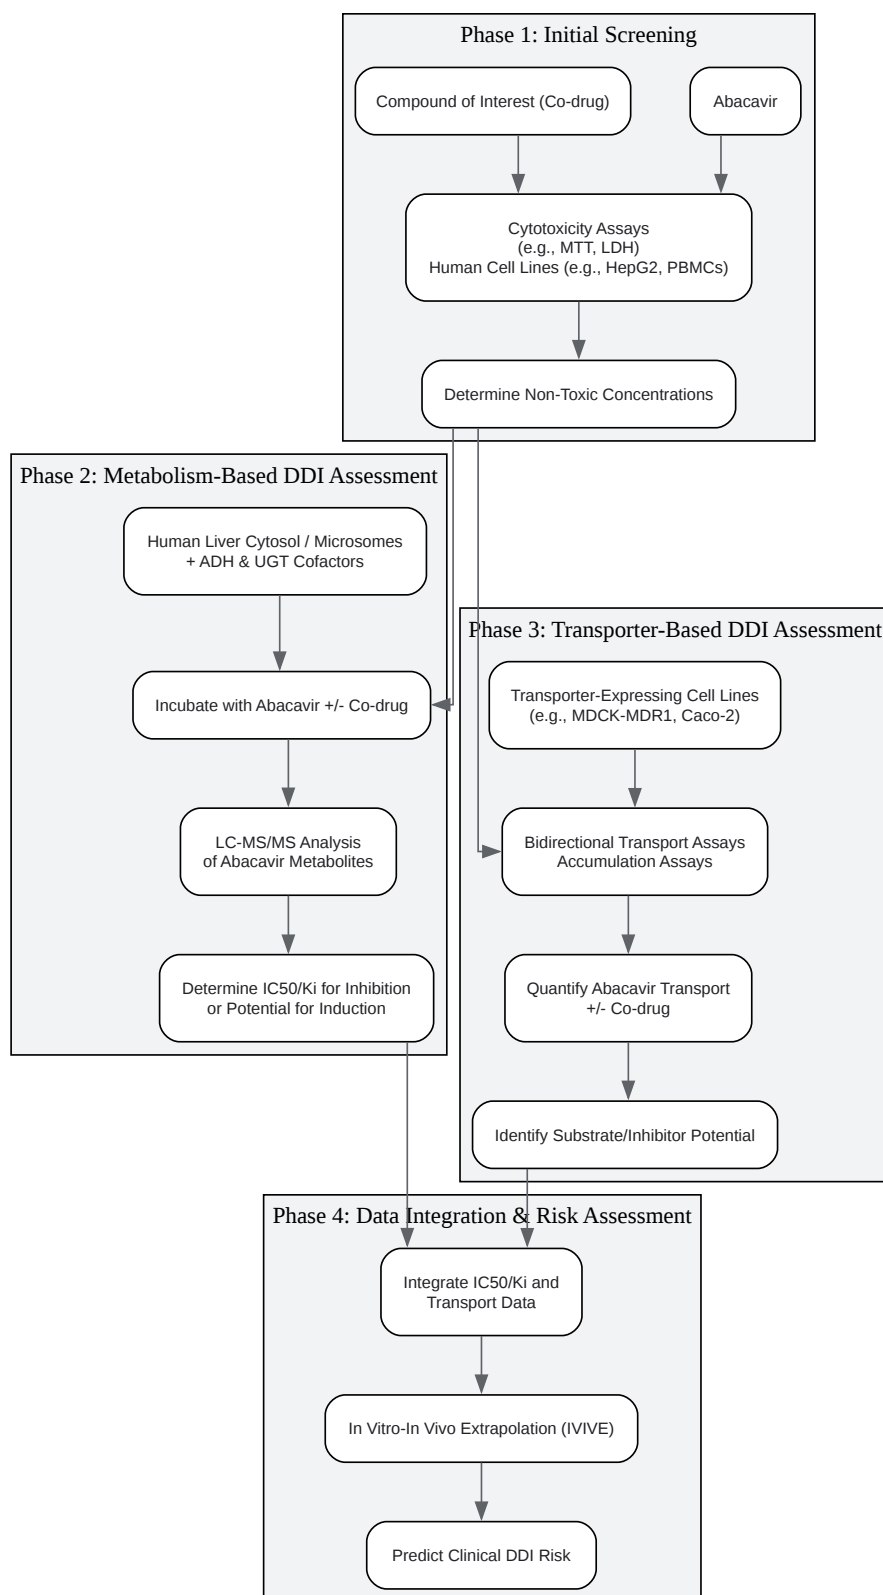 Phase 1: Initial Screening
Compound of Interest (Co-drug)
Abacavir
Cytotoxicity Assays
(e.g., MTT, LDH)
Human Cell Lines (e.g., HepG2, PBMCs)
Determine Non-Toxic Concentrations
Phase 2: Metabolism-Based DDI Assessment
Human Liver Cytosol / Microsomes
+ ADH & UGT Cofactors
Incubate with Abacavir +/- Co-drug
LC-MS/MS Analysis
of Abacavir Metabolites
Determine IC50/Ki for Inhibition
or Potential for Induction
Phase 3: Transporter-Based DDI Assessment
Transporter-Expressing Cell Lines
(e.g., MDCK-MDR1, Caco-2)
Bidirectional Transport Assays
Accumulation Assays
Quantify Abacavir Transport
+/- Co-drug
Identify Substrate/Inhibitor Potential
Phase 4: Data Integration & Risk Assessment
Integrate IC50/Ki and
Transport Data
In Vitro-In Vivo Extrapolation (IVIVE)
Predict Clinical DDI Risk